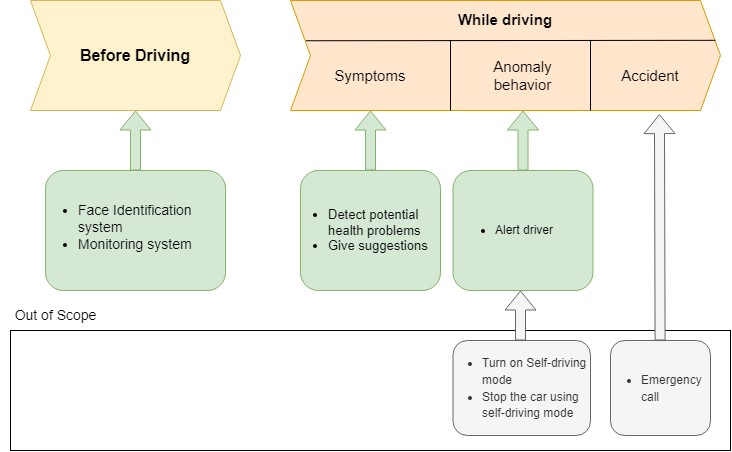 Before Driving
While driving
Symptoms
Anomaly
behavior
Accident
• Face Identification
system
• Monitoring system
• Detect potential
health problems
• Give suggestions
• Alert driver
Out of Scope
• Turn on Self-driving
mode
• Stop the car using
self-driving mode
• Emergency
call